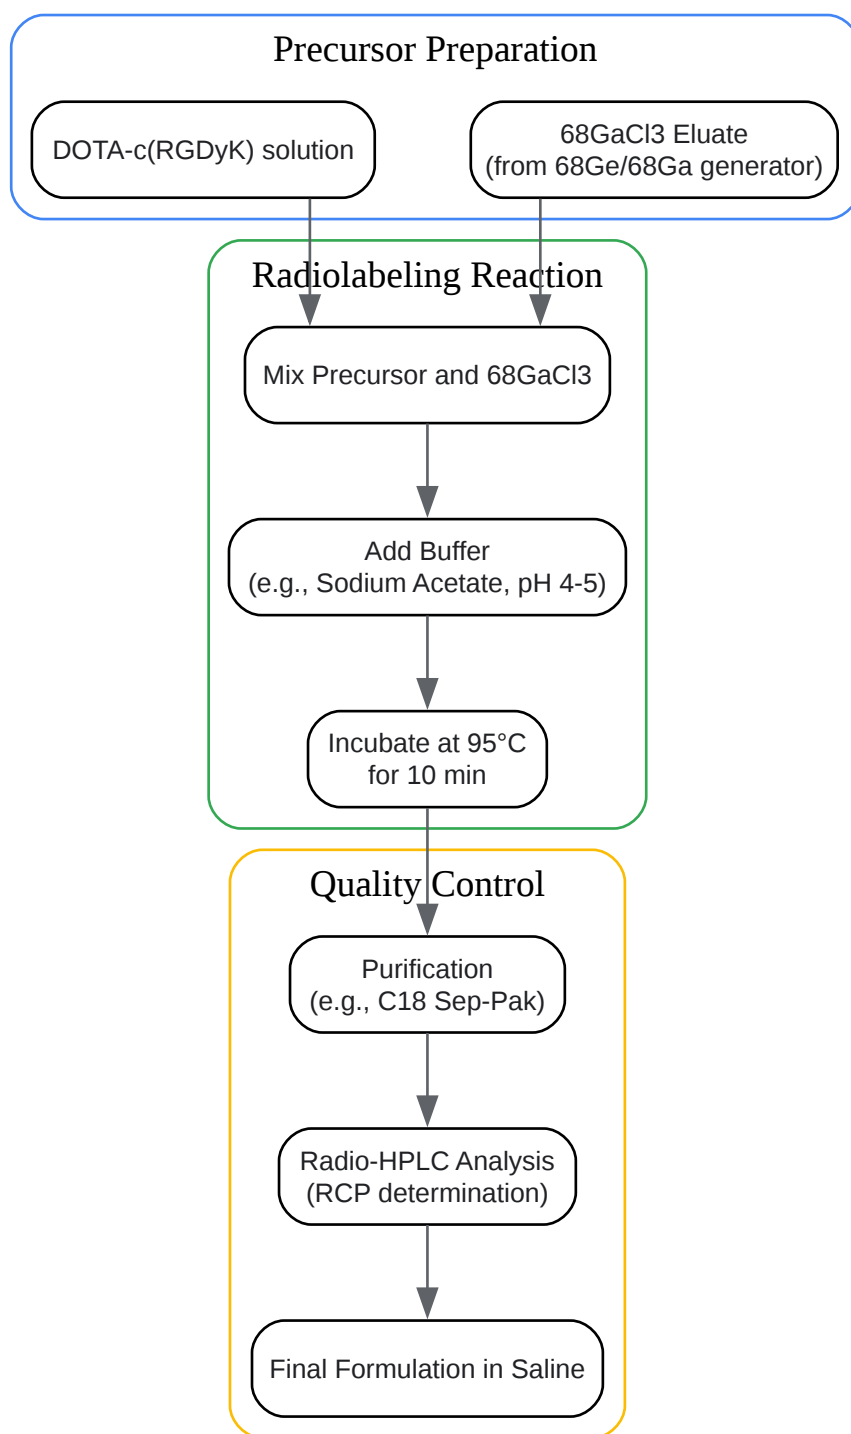 Precursor Preparation
DOTA-c(RGDyK) solution
68GaCl3 Eluate
(from 68Ge/68Ga generator)
Radiolabeling Reaction
Mix Precursor and 68GaCl3
Add Buffer
(e.g., Sodium Acetate, pH 4-5)
Incubate at 95°C
for 10 min
Quality Control
Purification
(e.g., C18 Sep-Pak)
Radio-HPLC Analysis
(RCP determination)
Final Formulation in Saline